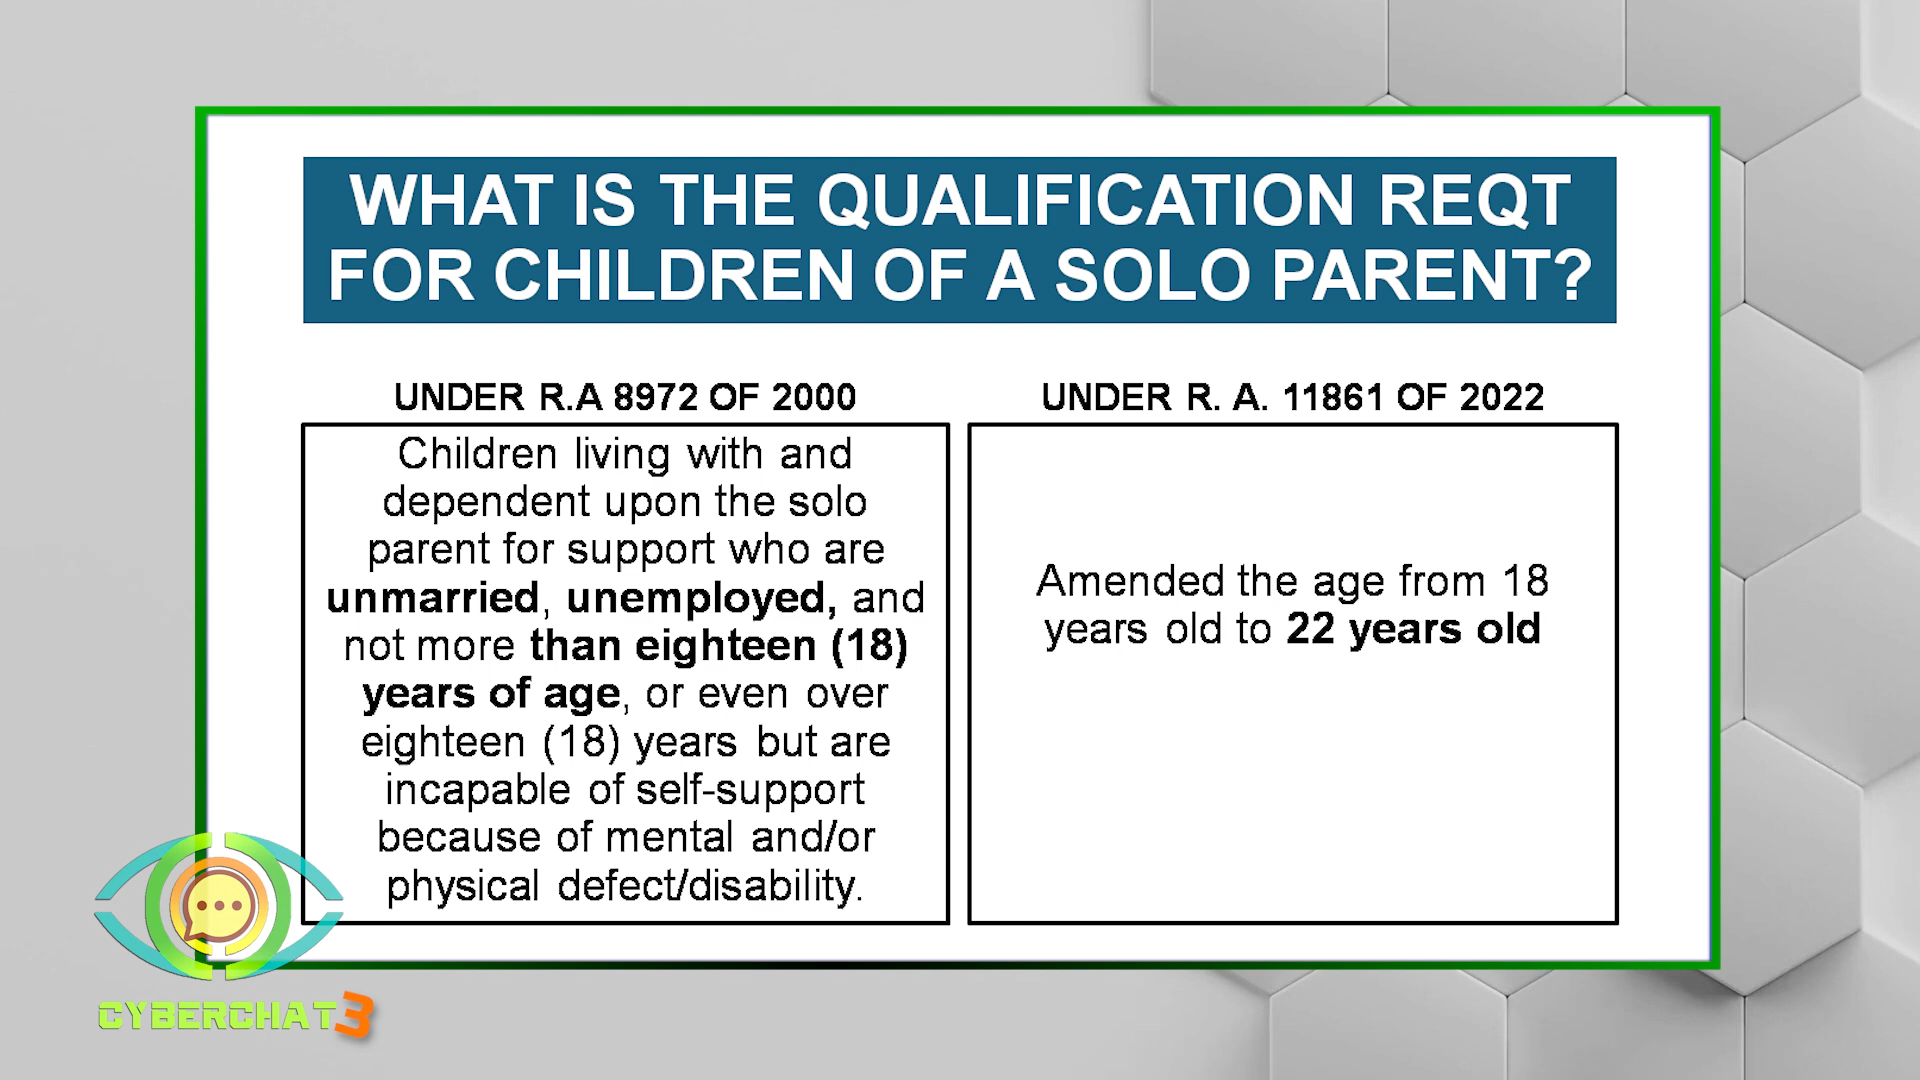 WHAT IS THE QUALIFICATION REQT
FOR CHILDREN OF A SOLO PARENT?
UNDER R.A 8972 OF 2000
Children living with and
dependent upon the solo
parent for support who are
unmarried, unemployed, and
not more than eighteen (18)
years of age, or even over
eighteen (18) years but are
incapable of self-support
because of mental and/or
physical defect/disability.
UNDER R. A. 11861 OF 2022
Amended the age from 18
years old to 22 years old
CYBERCHAT3